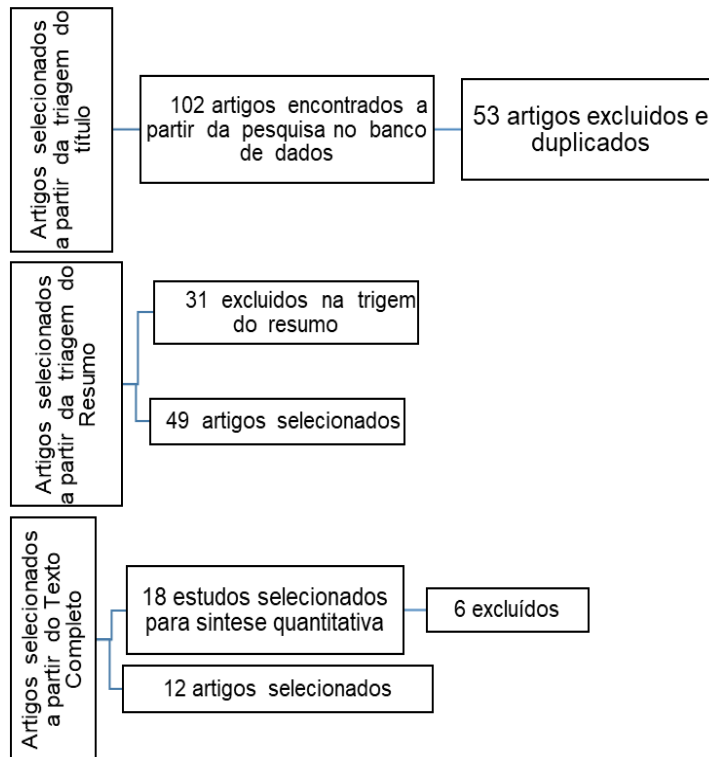 Artigos selecionados
a partir da triagem do
título
102 artigos encontrados a
partir da pesquisa no banco
de dados
53 artigos excluidos e
duplicados
Artigos selecionados
a partir da triagem do
Resumo
31 excluidos na trigem
do resumo
49 artigos selecionados
Artigos selecionados
a partir do Texto
Completo
18 estudos selecionados
para sintese quantitativa
6 excluídos
12 artigos selecionados